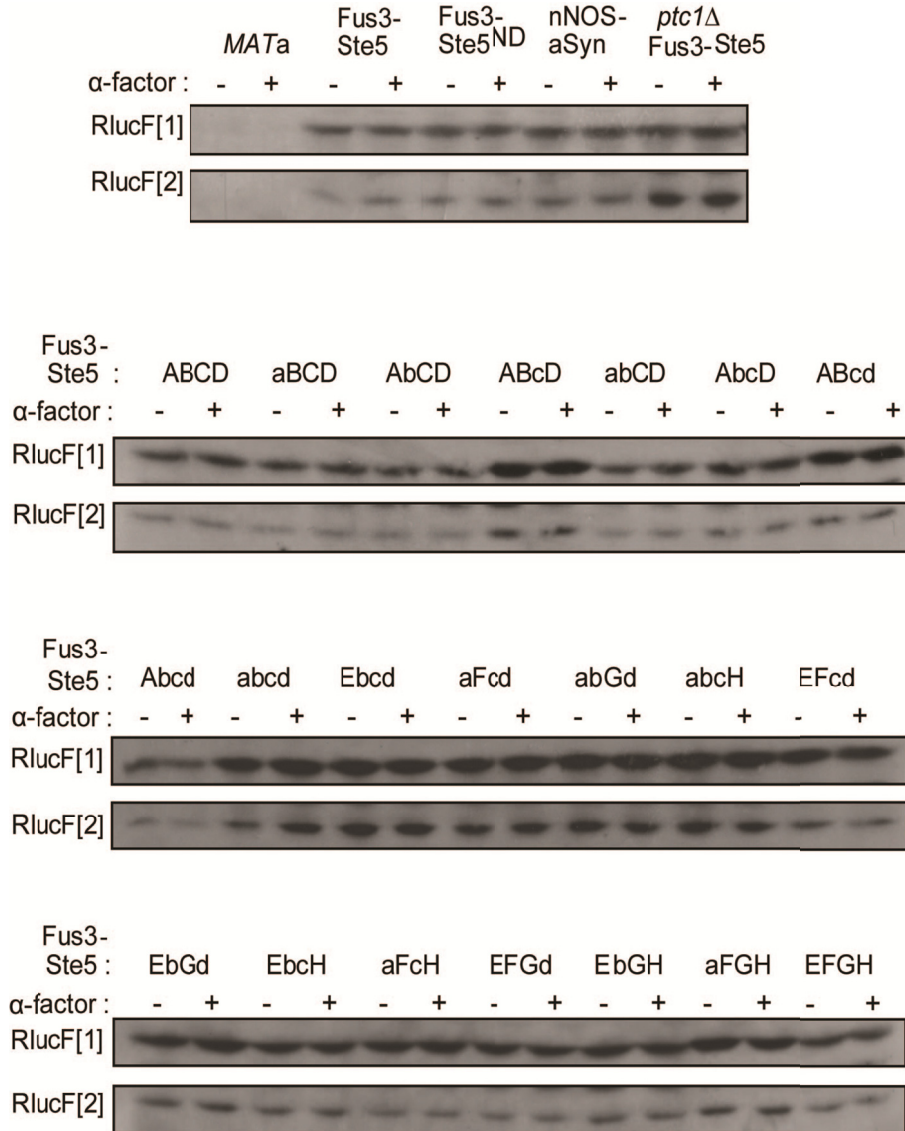 MATa Fus3-Ste5 Fus3-Ste5ND nNOS-aSyn ptc1Δ Fus3-Ste5
α-factor : - + - + - + - + - +
RlucF[1]
RlucF[2]
Fus3-
Ste5 : ABCD aBCD AbCD ABcD abCD AbcD ABcd
α-factor : - + - + - + - + - + - + - +
RlucF[1]
RlucF[2]
Fus3-
Ste5 : Abcd abcd Ebcd aFcd abGd abcH EFcd
α-factor : - + - + - + - + - + - + - +
RlucF[1]
RlucF[2]
Fus3-
Ste5 : EbGd EbcH aFcH EFGd EbGH aFGH EFGH
- + - + - + - + - + - + - +
α-factor :
RlucF[1]
RlucF[2]